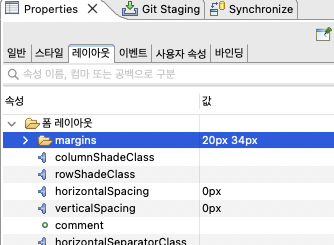 Properties Git Staging Synchronize
일반 스타일 레이아웃 이벤트 사용자 속성 바인딩
속성 이름, 컴마 또는 공백으로 구분
속성 값
폼 레이아웃
margins 20px 34px
columnShadeClass
rowShadeClass
horizontalSpacing 0px
verticalSpacing 0px
comment
horizontalSeparatorClass